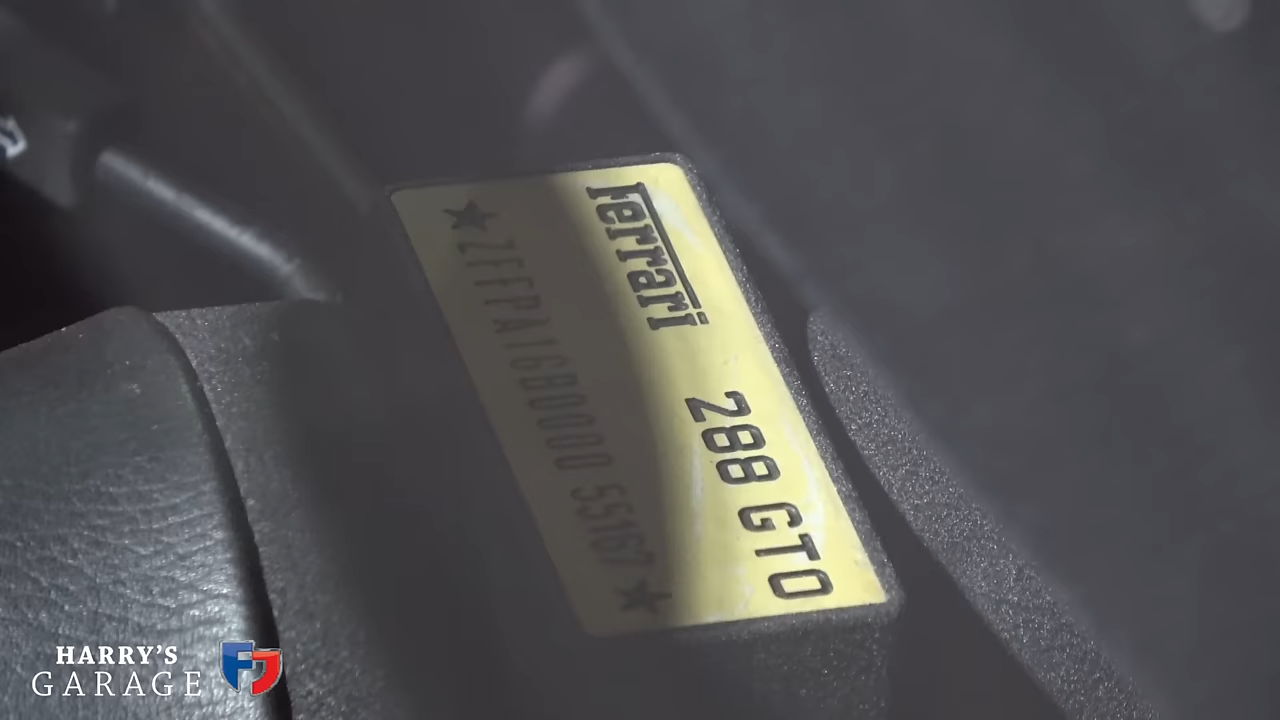 Ferrari
288 GTO
★ZFFPA16B0000 55167★
HARRY'S
GARAGE